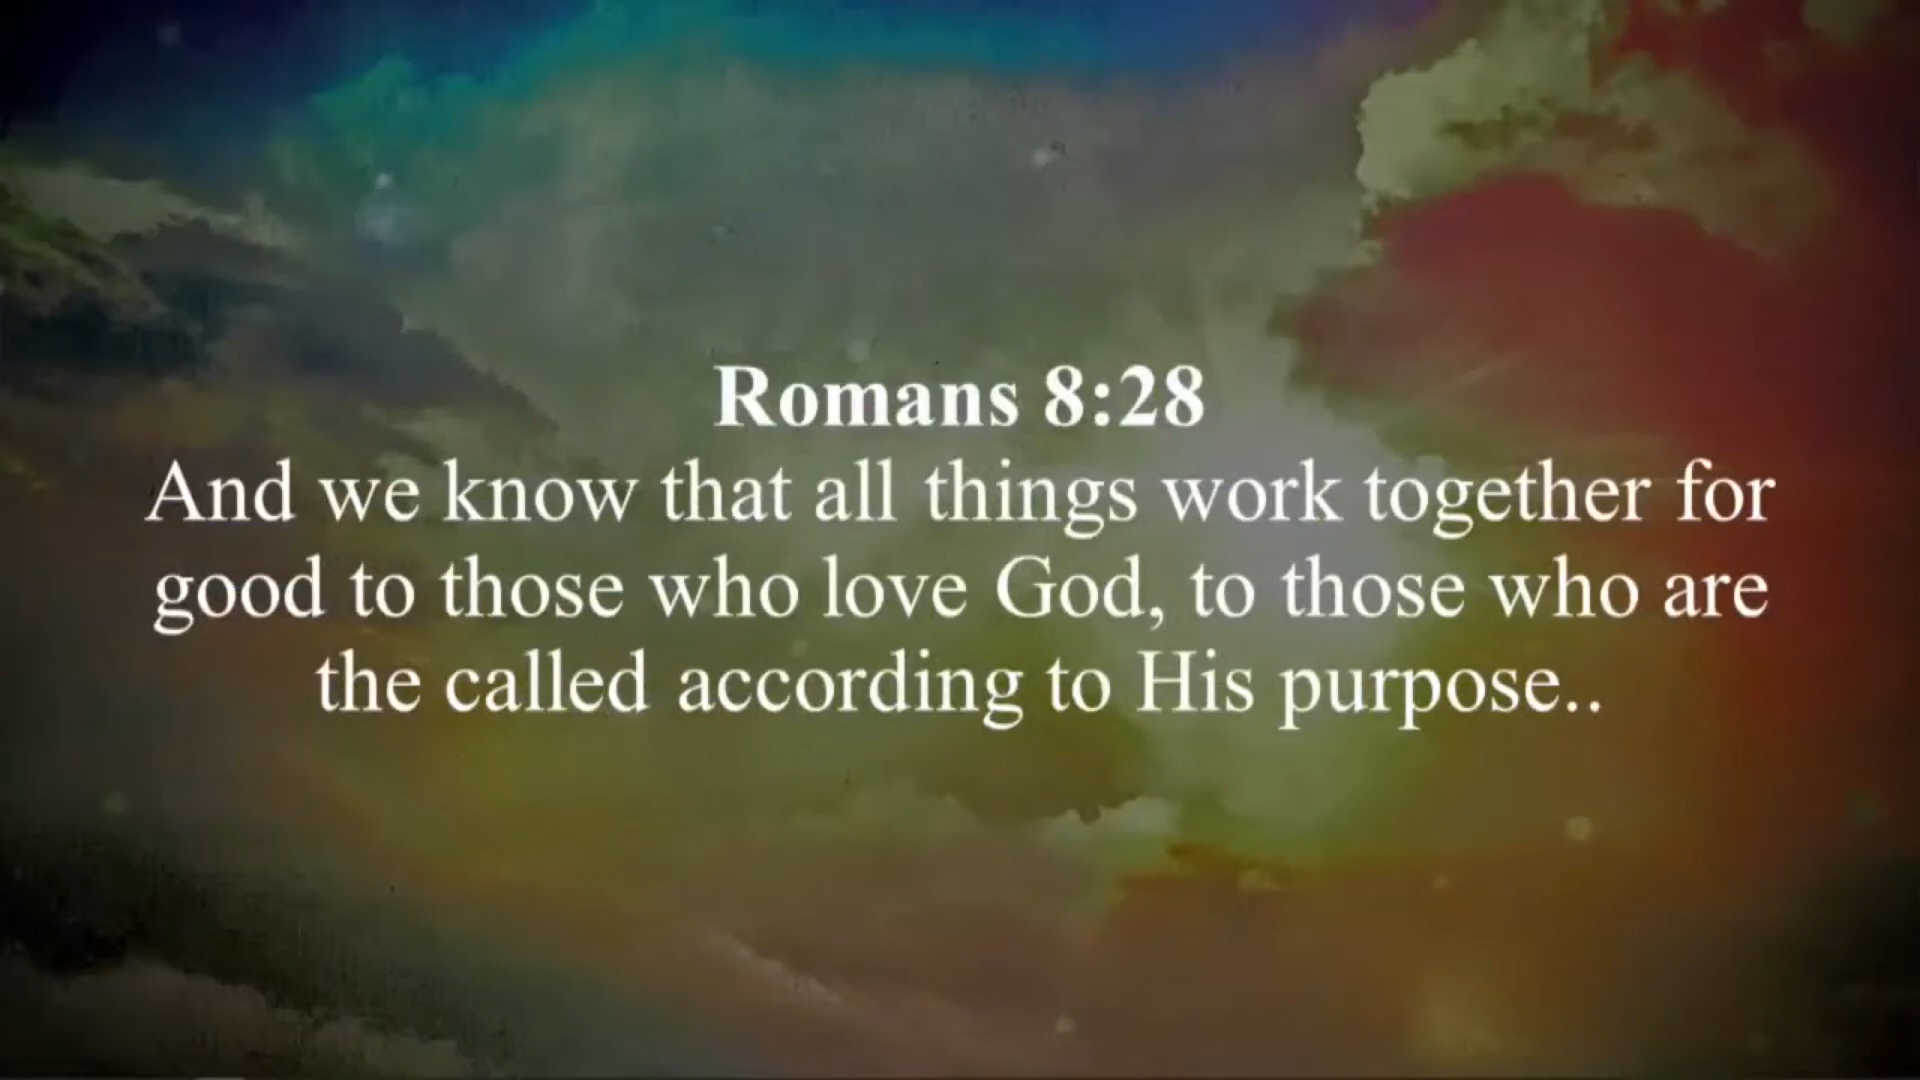 Romans 8:28
And we know that all things work together for
good to those who love God, to those who are
the called according to His purpose..